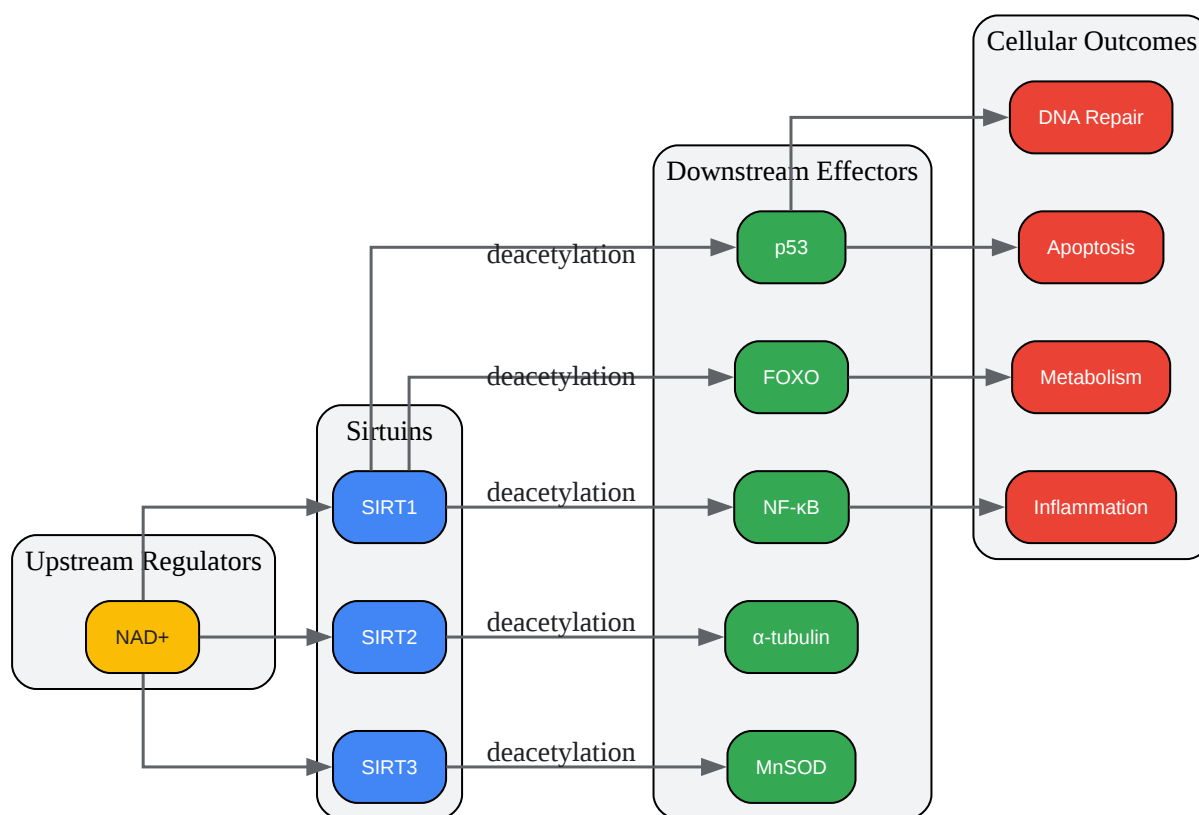 Cellular Outcomes
DNA Repair
Downstream Effectors
p53
Apoptosis
deacetylation
FOXO
Metabolism
deacetylation
Sirtuins
SIRT1
deacetylation
NF-κB
Inflammation
Upstream Regulators
NAD+
SIRT2
deacetylation
α-tubulin
SIRT3
deacetylation
MnSOD